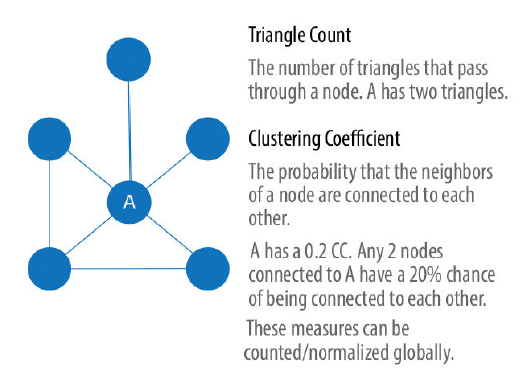 Triangle Count
The number of triangles that pass
through a node. A has two triangles.
Clustering Coefficient
The probability that the neighbors
of a node are connected to each
other.
A has a 0.2 CC. Any 2 nodes
connected to A have a 20% chance
of being connected to each other.
These measures can be
counted/normalized globally.
A